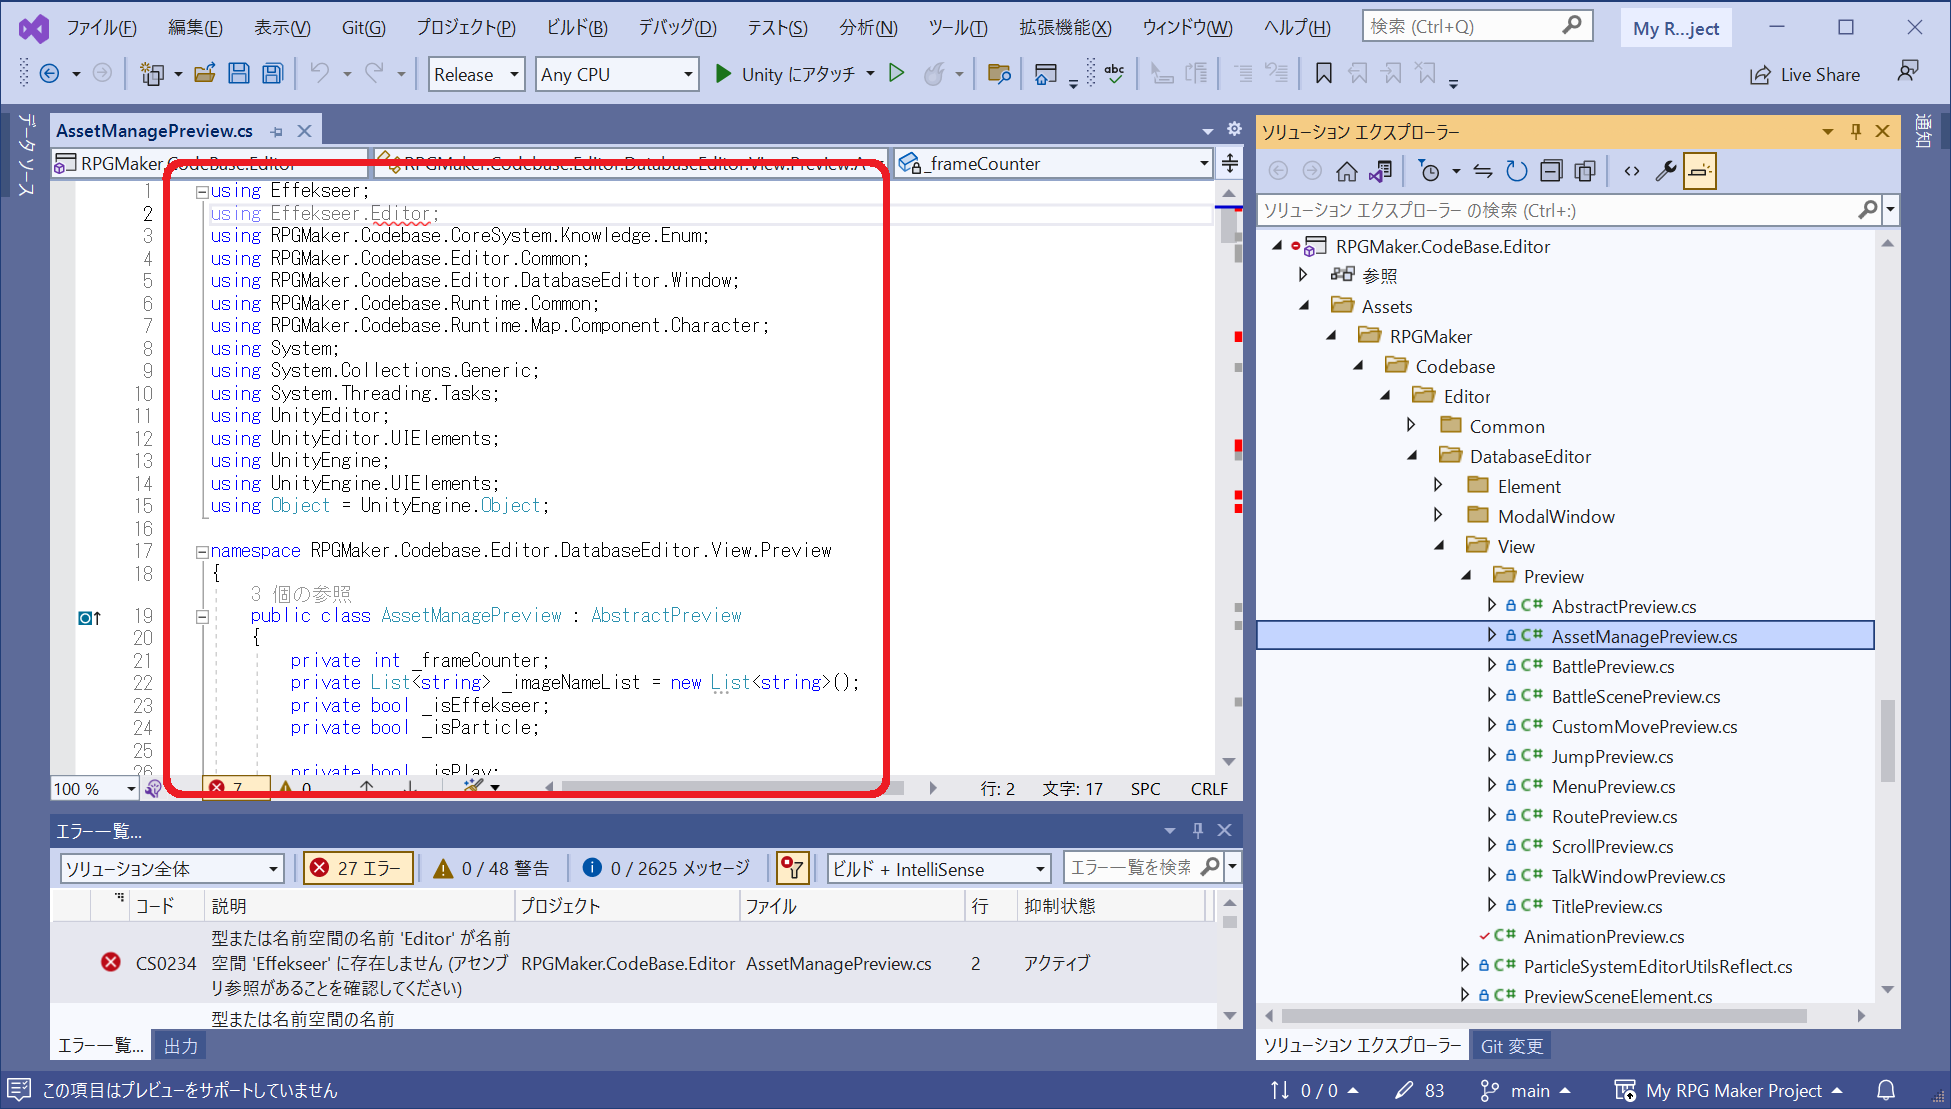 ファイル(F) 編集(E) 表示(V) Git(G) プロジェクト(P) ビルド(B) デバッグ(D) テスト(S) 分析(N) ツール(T) 拡張機能(X) ウィンドウ(W) ヘルプ(H) 検索 (Ctrl+Q) My R...ject
Release Any CPU Unity にアタッチ abc Live Share
データ ソース
通知
AssetManagePreview.cs
RPGMaker.CodeBase.Editor RPGMaker.Codebase.Editor.DatabaseEditor.View.Preview.A _frameCounter
1 using Effekseer;
2 using Effekseer.Editor;
3 using RPGMaker.Codebase.CoreSystem.Knowledge.Enum;
4 using RPGMaker.Codebase.Editor.Common;
5 using RPGMaker.Codebase.Editor.DatabaseEditor.Window;
6 using RPGMaker.Codebase.Runtime.Common;
7 using RPGMaker.Codebase.Runtime.Map.Component.Character;
8 using System;
9 using System.Collections.Generic;
10 using System.Threading.Tasks;
11 using UnityEditor;
12 using UnityEditor.UIElements;
13 using UnityEngine;
14 using UnityEngine.UIElements;
15 using Object = UnityEngine.Object;
16
17 namespace RPGMaker.Codebase.Editor.DatabaseEditor.View.Preview
18 {
3 個の参照
19 public class AssetManagePreview : AbstractPreview
20 {
21 private int _frameCounter;
22 private List<string> _imageNameList = new List<string>();
23 private bool _isEffekseer;
24 private bool _isParticle;
25
26 private bool _isPlay;
100 % 7 0 行: 2 文字: 17 SPC CRLF
エラー一覧...
ソリューション全体 27 エラー 0 / 48 警告 0 / 2625 メッセージ ビルド + IntelliSense エラー一覧を検索
コード 説明 プロジェクト ファイル 行 抑制状態
型または名前空間の名前 'Editor' が名前
CS0234 空間 'Effekseer' に存在しません (アセンブ RPGMaker.CodeBase.Editor AssetManagePreview.cs 2 アクティブ
リ参照があることを確認してください)
型または名前空間の名前
エラー一覧... 出力
ソリューション エクスプローラー
ソリューション エクスプローラー の検索 (Ctrl+:)
RPGMaker.CodeBase.Editor
参照
Assets
RPGMaker
Codebase
Editor
Common
DatabaseEditor
Element
ModalWindow
View
Preview
C# AbstractPreview.cs
C# AssetManagePreview.cs
C# BattlePreview.cs
C# BattleScenePreview.cs
C# CustomMovePreview.cs
C# JumpPreview.cs
C# MenuPreview.cs
C# RoutePreview.cs
C# ScrollPreview.cs
C# TalkWindowPreview.cs
C# TitlePreview.cs
C# AnimationPreview.cs
C# ParticleSystemEditorUtilsReflect.cs
C# PreviewSceneElement.cs
ソリューション エクスプローラー Git 変更
この項目はプレビューをサポートしていません 0 / 0 83 main My RPG Maker Project